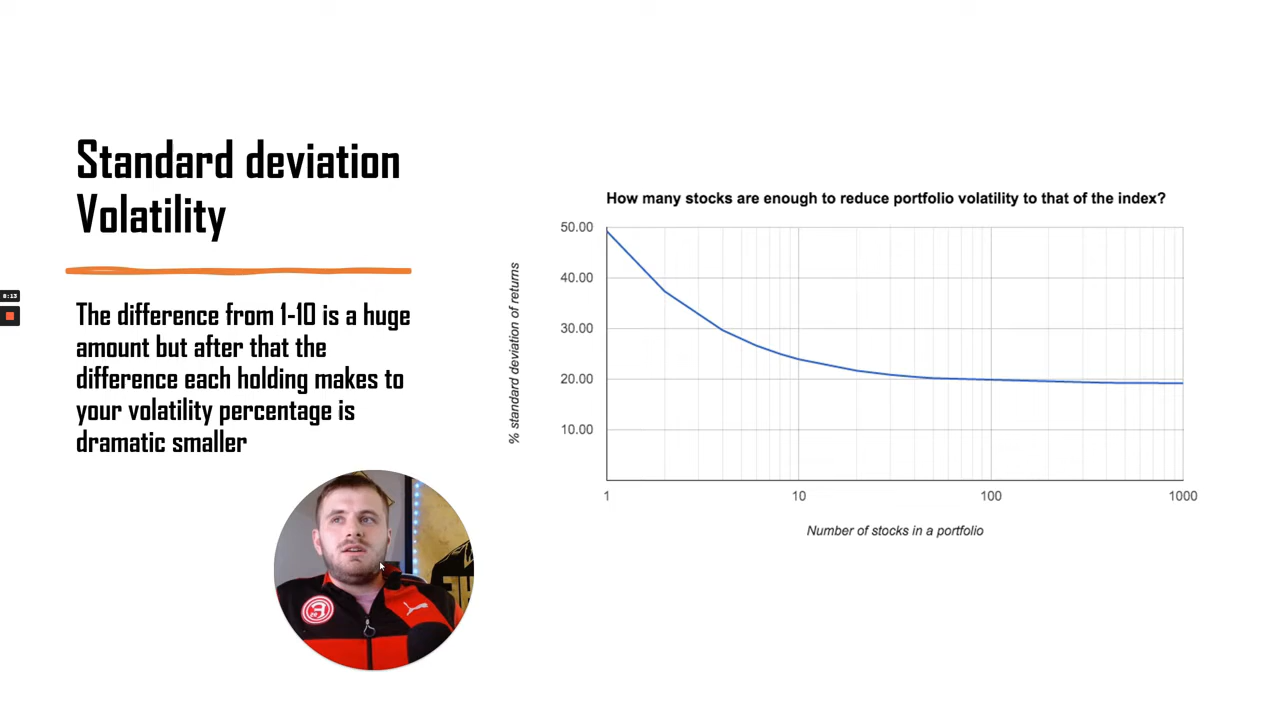 Standard deviation
Volatility
The difference from 1-10 is a huge
amount but after that the
difference each holding makes to
your volatility percentage is
dramatic smaller
8:13
How many stocks are enough to reduce portfolio volatility to that of the index?
% standard deviation of returns
50.00
40.00
30.00
20.00
10.00
1 10 100 1000
Number of stocks in a portfolio